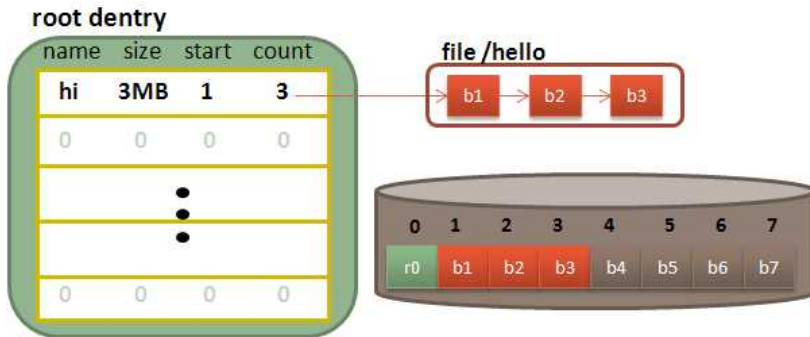 root dentry
name size start count
hi 3MB 1 3
0 0 0 0
0 0 0 0
file /hello
b1 b2 b3
0 1 2 3 4 5 6 7
r0 b1 b2 b3 b4 b5 b6 b7